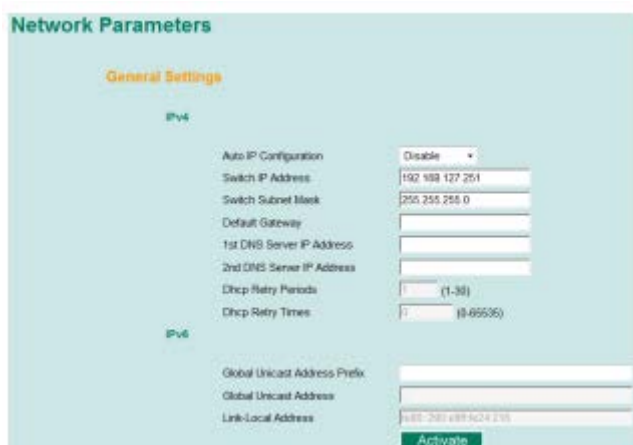 Network Parameters
General Settings
IPv4
Auto IP Configuration Disable
Switch IP Address 192.168.127.251
Switch Subnet Mask 255.255.255.0
Default Gateway
1st DNS Server IP Address
2nd DNS Server IP Address
Dhcp Retry Periods 1 (1-30)
Dhcp Retry Times 0 (0-65535)
IPv6
Global Unicast Address Prefix
Global Unicast Address
Link-Local Address
Activate